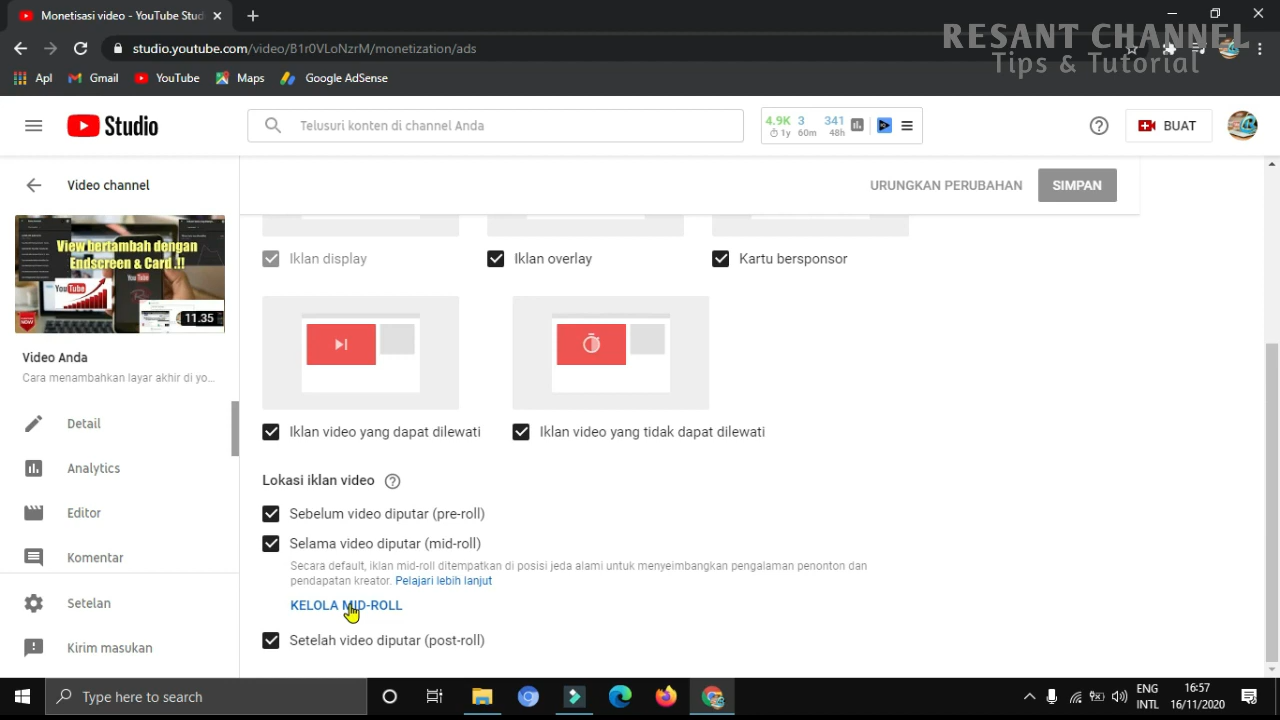 Monetisasi video - YouTube Stud
RESANT CHANNEL
Tips & Tutorial
studio.youtube.com/video/B1r0VLoNzrM/monetization/ads
Apl
Gmail
YouTube
Maps
Google AdSense
Studio
Telusuri konten di channel Anda
4.9K 3 341
1y 60m 48h
BUAT
Video channel
URUNGKAN PERUBAHAN
SIMPAN
View bertambah dengan
Endscreen & Card .!!
YouTube
11.35
Video Anda
Cara menambahkan layar akhir di yo...
Detail
Analytics
Editor
Komentar
Setelan
Kirim masukan
Iklan display
Iklan overlay
Kartu bersponsor
Iklan video yang dapat dilewati
Iklan video yang tidak dapat dilewati
Lokasi iklan video
Sebelum video diputar (pre-roll)
Selama video diputar (mid-roll)
Secara default, iklan mid-roll ditempatkan di posisi jeda alami untuk menyeimbangkan pengalaman penonton dan
pendapatan kreator. Pelajari lebih lanjut
KELOLA MID-ROLL
Setelah video diputar (post-roll)
Type here to search
ENG
INTL
16:57
16/11/2020